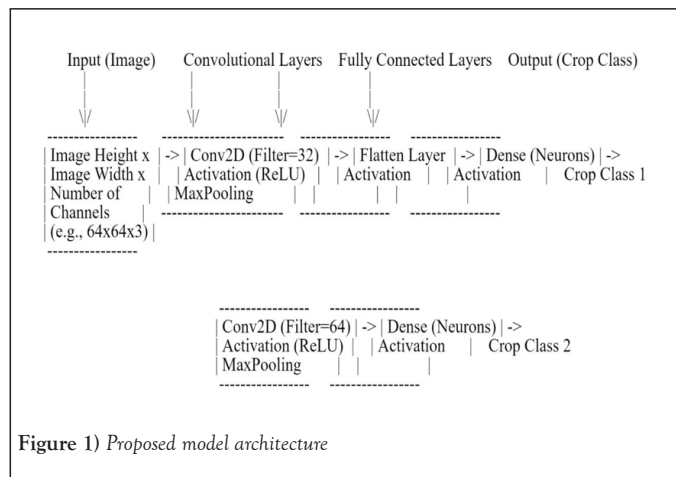 Input (Image) Convolutional Layers Fully Connected Layers Output (Crop Class)
| | | |
| | | |
\|/ \|/ \|/ \|/
----------------- ----------------- ----------------- -----------------
| Image Height x |-> | Conv2D (Filter=32) |-> | Flatten Layer |-> | Dense (Neurons) | ->
| Image Width x | | Activation (ReLU) | | Activation | | Activation | Crop Class 1
| Number of | | MaxPooling | | | | |
| Channels | ----------------- ----------------- -----------------
| (e.g., 64x64x3) |
-----------------
----------------- -----------------
| Conv2D (Filter=64) | -> | Dense (Neurons) | ->
| Activation (ReLU) | | Activation | Crop Class 2
| MaxPooling | | |
----------------- -----------------
Figure 1) Proposed model architecture